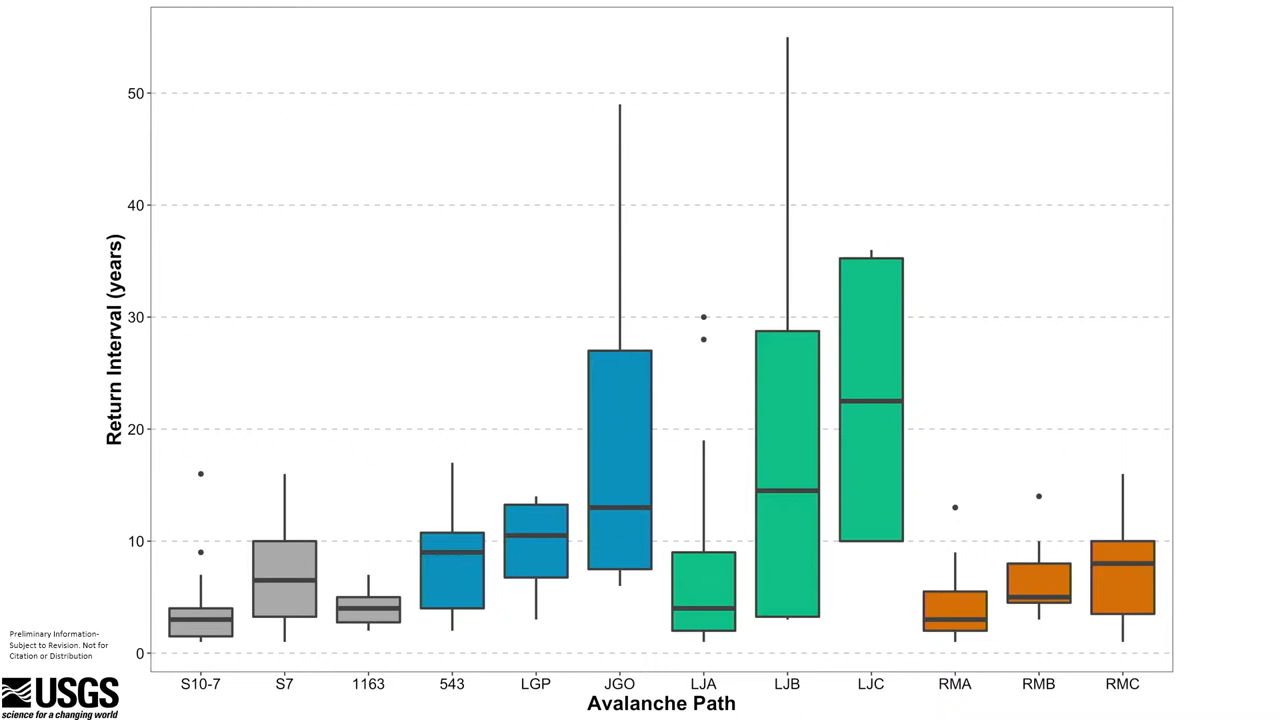 50
40
30
20
10
0
Return Interval (years)
S10-7 S7 1163 543 LGP JGO LJA LJB LJC RMA RMB RMC
Avalanche Path
Preliminary Information-
Subject to Revision. Not for
Citation or Distribution
USGS
science for a changing world